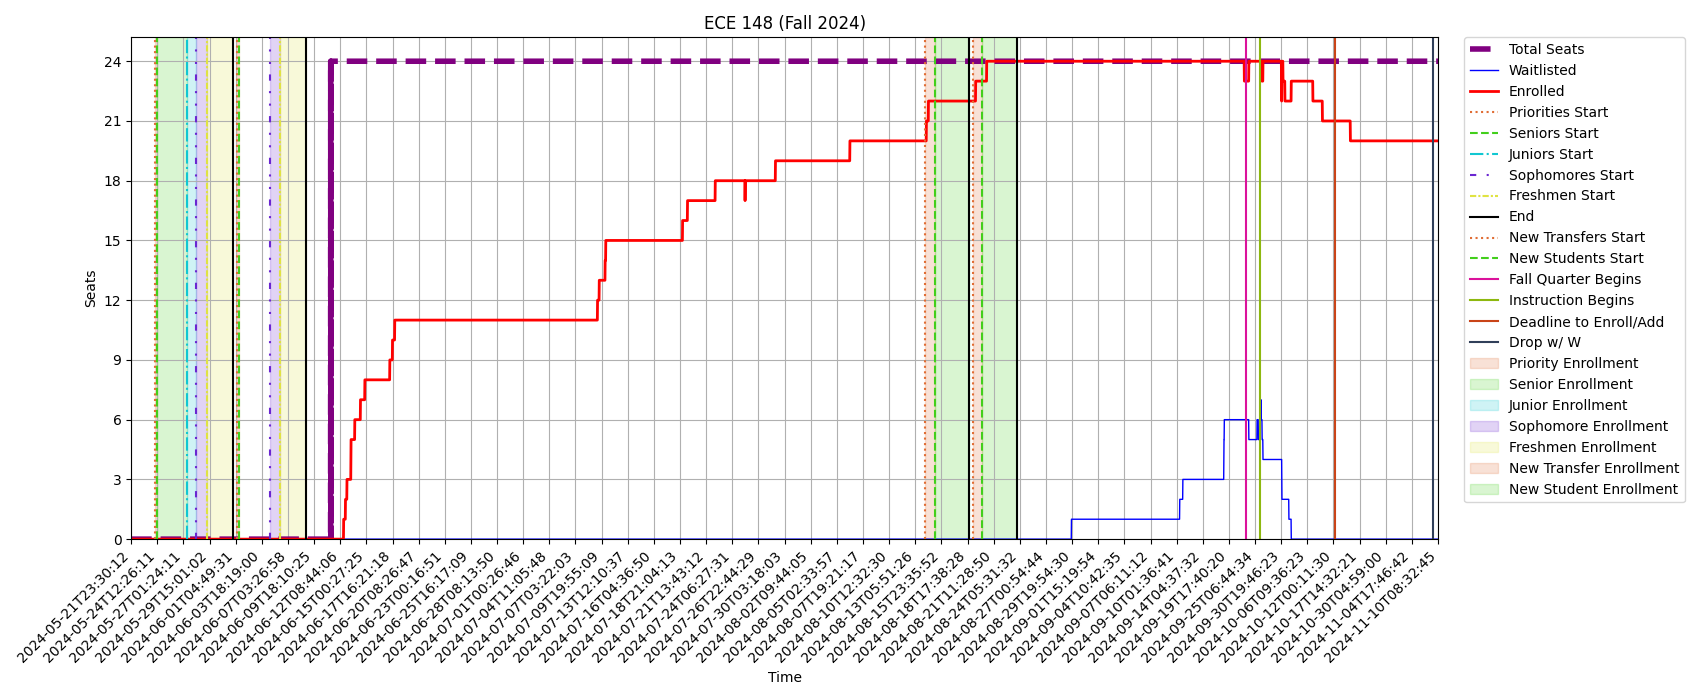 ECE 148 (Fall 2024)
Seats
24
21
18
15
12
9
6
3
0
2024-05-21T23:30:12
2024-05-24T12:26:11
2024-05-27T01:24:11
2024-05-29T15:01:02
2024-06-01T04:49:31
2024-06-03T18:19:00
2024-06-07T03:26:58
2024-06-09T18:10:25
2024-06-12T08:44:06
2024-06-15T00:27:25
2024-06-17T16:21:18
2024-06-20T08:26:47
2024-06-23T00:16:51
2024-06-25T16:17:09
2024-06-28T08:13:50
2024-07-01T00:26:46
2024-07-04T11:05:48
2024-07-07T03:22:03
2024-07-09T19:55:09
2024-07-13T12:10:37
2024-07-16T04:36:50
2024-07-18T21:04:13
2024-07-21T13:43:12
2024-07-24T06:27:31
2024-07-26T22:44:29
2024-07-30T03:18:03
2024-08-02T09:44:05
2024-08-05T02:33:57
2024-08-07T19:21:17
2024-08-10T12:32:30
2024-08-13T05:51:26
2024-08-15T23:35:52
2024-08-18T17:38:28
2024-08-21T11:28:50
2024-08-24T05:31:32
2024-08-27T00:54:44
2024-08-29T19:54:30
2024-09-01T15:19:54
2024-09-04T10:42:35
2024-09-07T06:11:12
2024-09-10T01:36:41
2024-09-14T04:37:32
2024-09-19T17:40:20
2024-09-25T06:44:34
2024-09-30T19:46:23
2024-10-06T09:36:23
2024-10-12T00:11:30
2024-10-17T14:32:21
2024-10-30T04:59:00
2024-11-04T17:46:42
2024-11-10T08:32:45
Time
Total Seats
Waitlisted
Enrolled
Priorities Start
Seniors Start
Juniors Start
Sophomores Start
Freshmen Start
End
New Transfers Start
New Students Start
Fall Quarter Begins
Instruction Begins
Deadline to Enroll/Add
Drop w/ W
Priority Enrollment
Senior Enrollment
Junior Enrollment
Sophomore Enrollment
Freshmen Enrollment
New Transfer Enrollment
New Student Enrollment